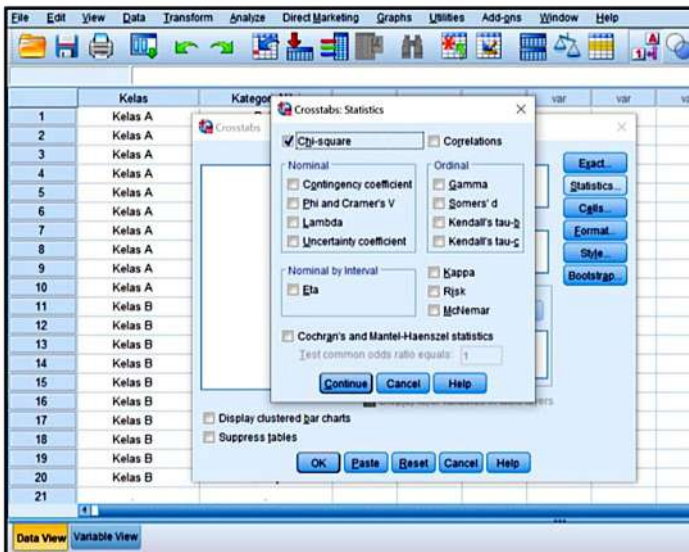 File Edit View Data Transform Analyze Direct Marketing Graphs Utilities Add-ons Window Help
Kelas Kategor var var
1 Kelas A
2 Kelas A
3 Kelas A
4 Kelas A
5 Kelas A
6 Kelas A
7 Kelas A
8 Kelas A
9 Kelas A
10 Kelas A
11 Kelas B
12 Kelas B
13 Kelas B
14 Kelas B
15 Kelas B
16 Kelas B
17 Kelas B
18 Kelas B
19 Kelas B
20 Kelas B
21
Crosstabs
Exact...
Statistics...
Cells...
Format...
Style...
Bootstrap...
Display clustered bar charts
Suppress tables
OK Paste Reset Cancel Help
Crosstabs: Statistics
Chi-square Correlations
Nominal
Contingency coefficient
Phi and Cramer's V
Lambda
Uncertainty coefficient
Ordinal
Gamma
Somers' d
Kendall's tau-b
Kendall's tau-c
Nominal by Interval
Eta
Kappa
Risk
McNemar
Cochran's and Mantel-Haenszel statistics
Test common odds ratio equals: 1
Continue Cancel Help
Data View Variable View